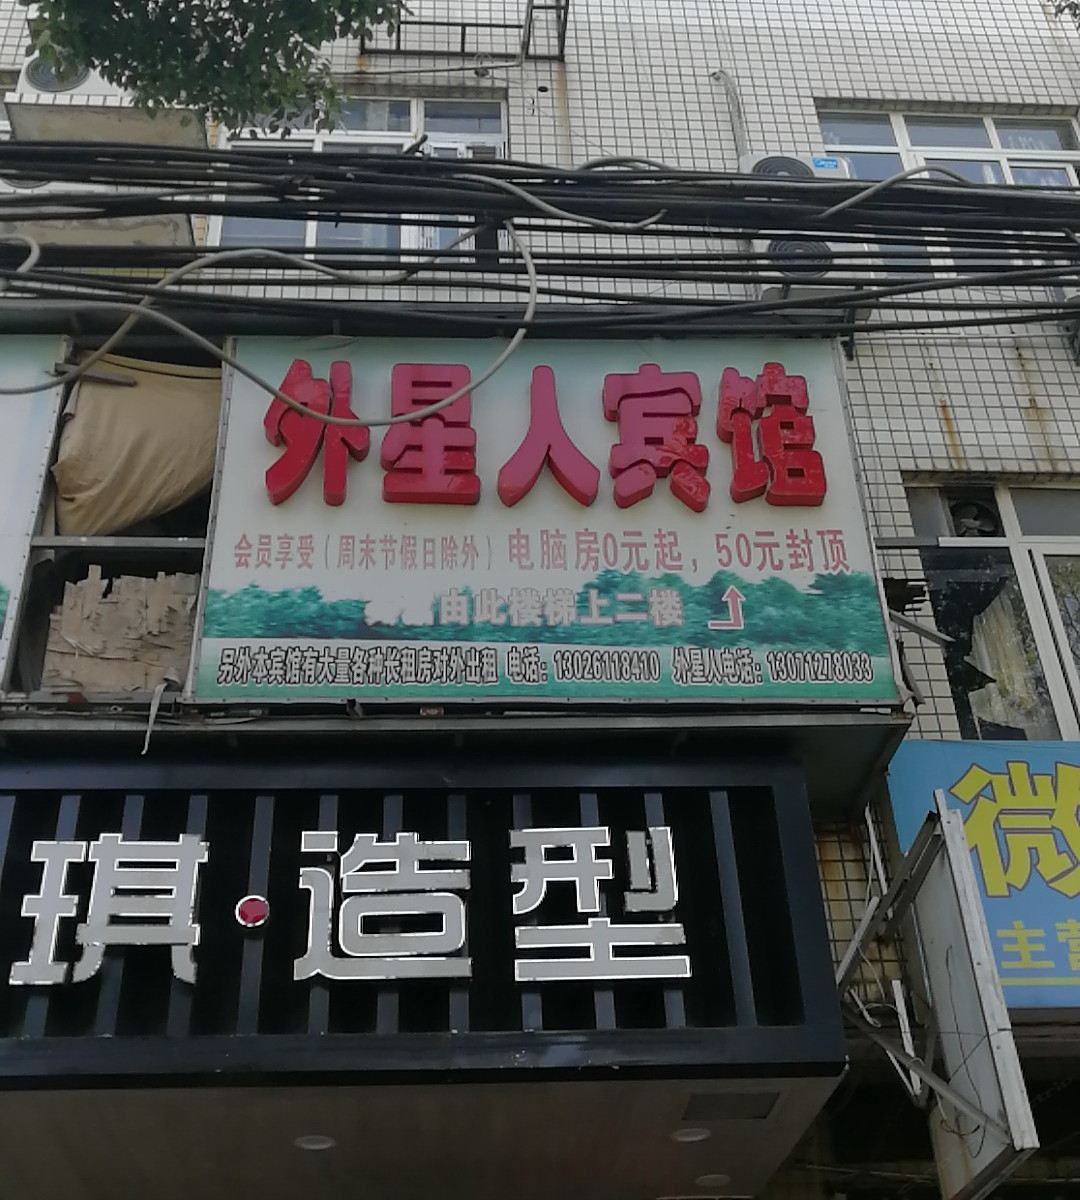 外星人宾馆
会员享受（周末节假日除外）电脑房0元起，50元封顶
由此楼梯上二楼
另外本宾馆有大量各种长租房对外出租 电话：13026118410 外星人电话：13071278033
琪·造型
微
主营